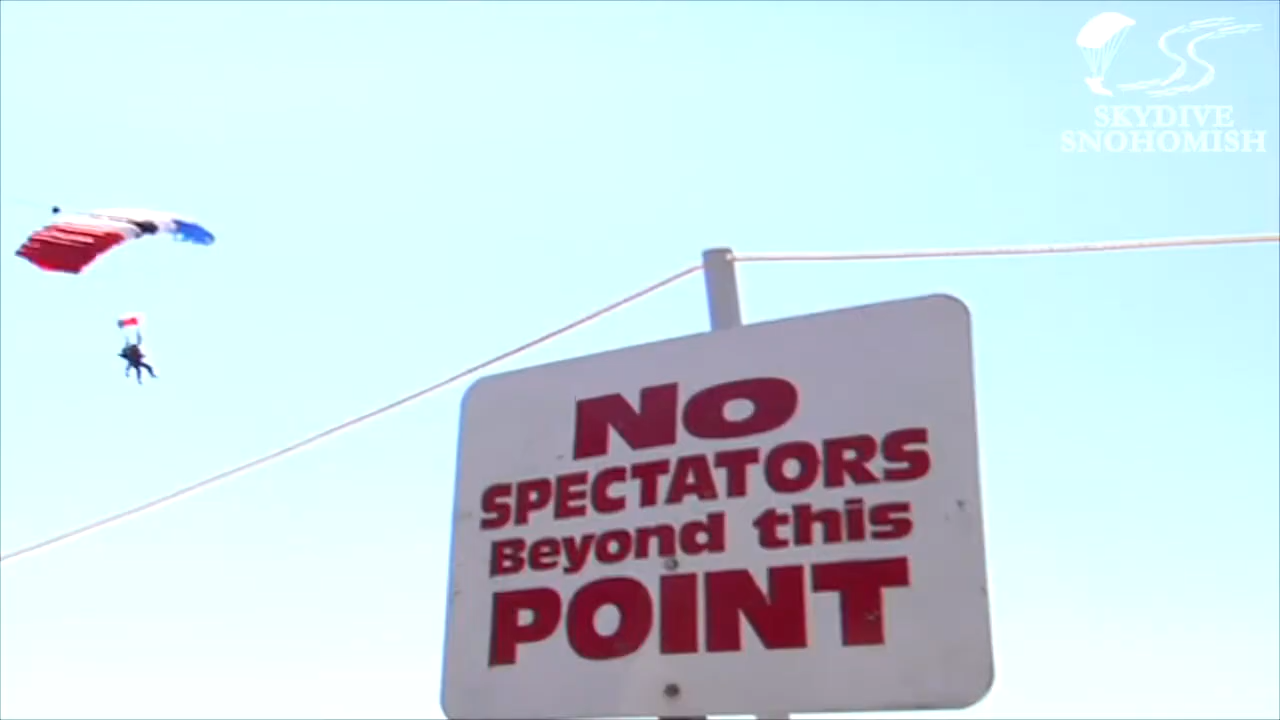 SKYDIVE
SNOHOMISH
NO
SPECTATORS
Beyond this
POINT